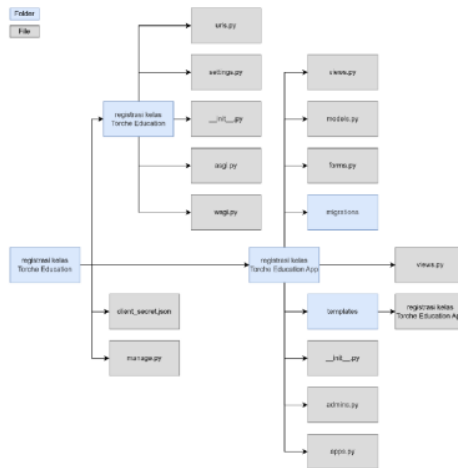 Folder
File
urls.py
settings.py
__init__.py
asgi.py
wsgi.py
registrasi kelas
Torche Education
registrasi kelas
Torche Education
client_secret.json
manage.py
registrasi kelas
Torche Education App
views.py
models.py
forms.py
migrations
views.py
templates
registrasi kelas
Torche Education Ap
__init__.py
admins.py
apps.py